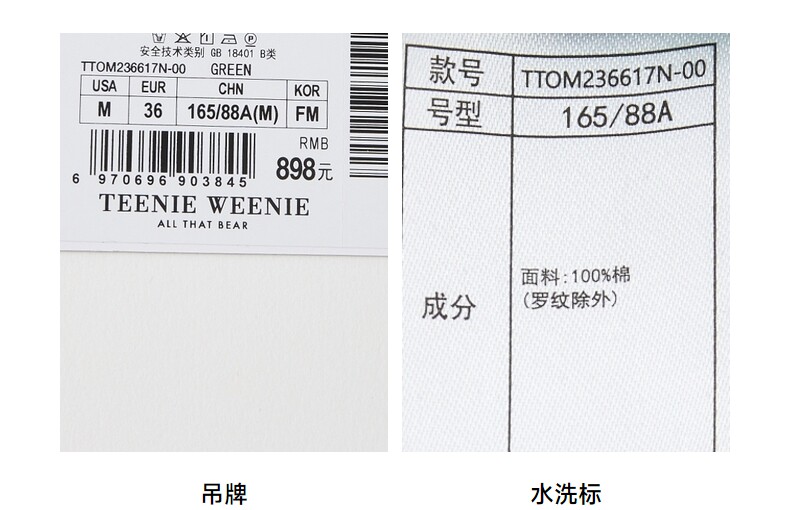 安全技术类别 GB 18401 B类
TTOM236617N-00 GREEN
USA EUR CHN KOR
M 36 165/88A(M) FM
RMB
898元
6 970696 903845
TEENIE WEENIE
ALL THAT BEAR
款号 TTOM236617N-00
号型 165/88A
成分
面料:100%棉
(罗纹除外)
吊牌
水洗标